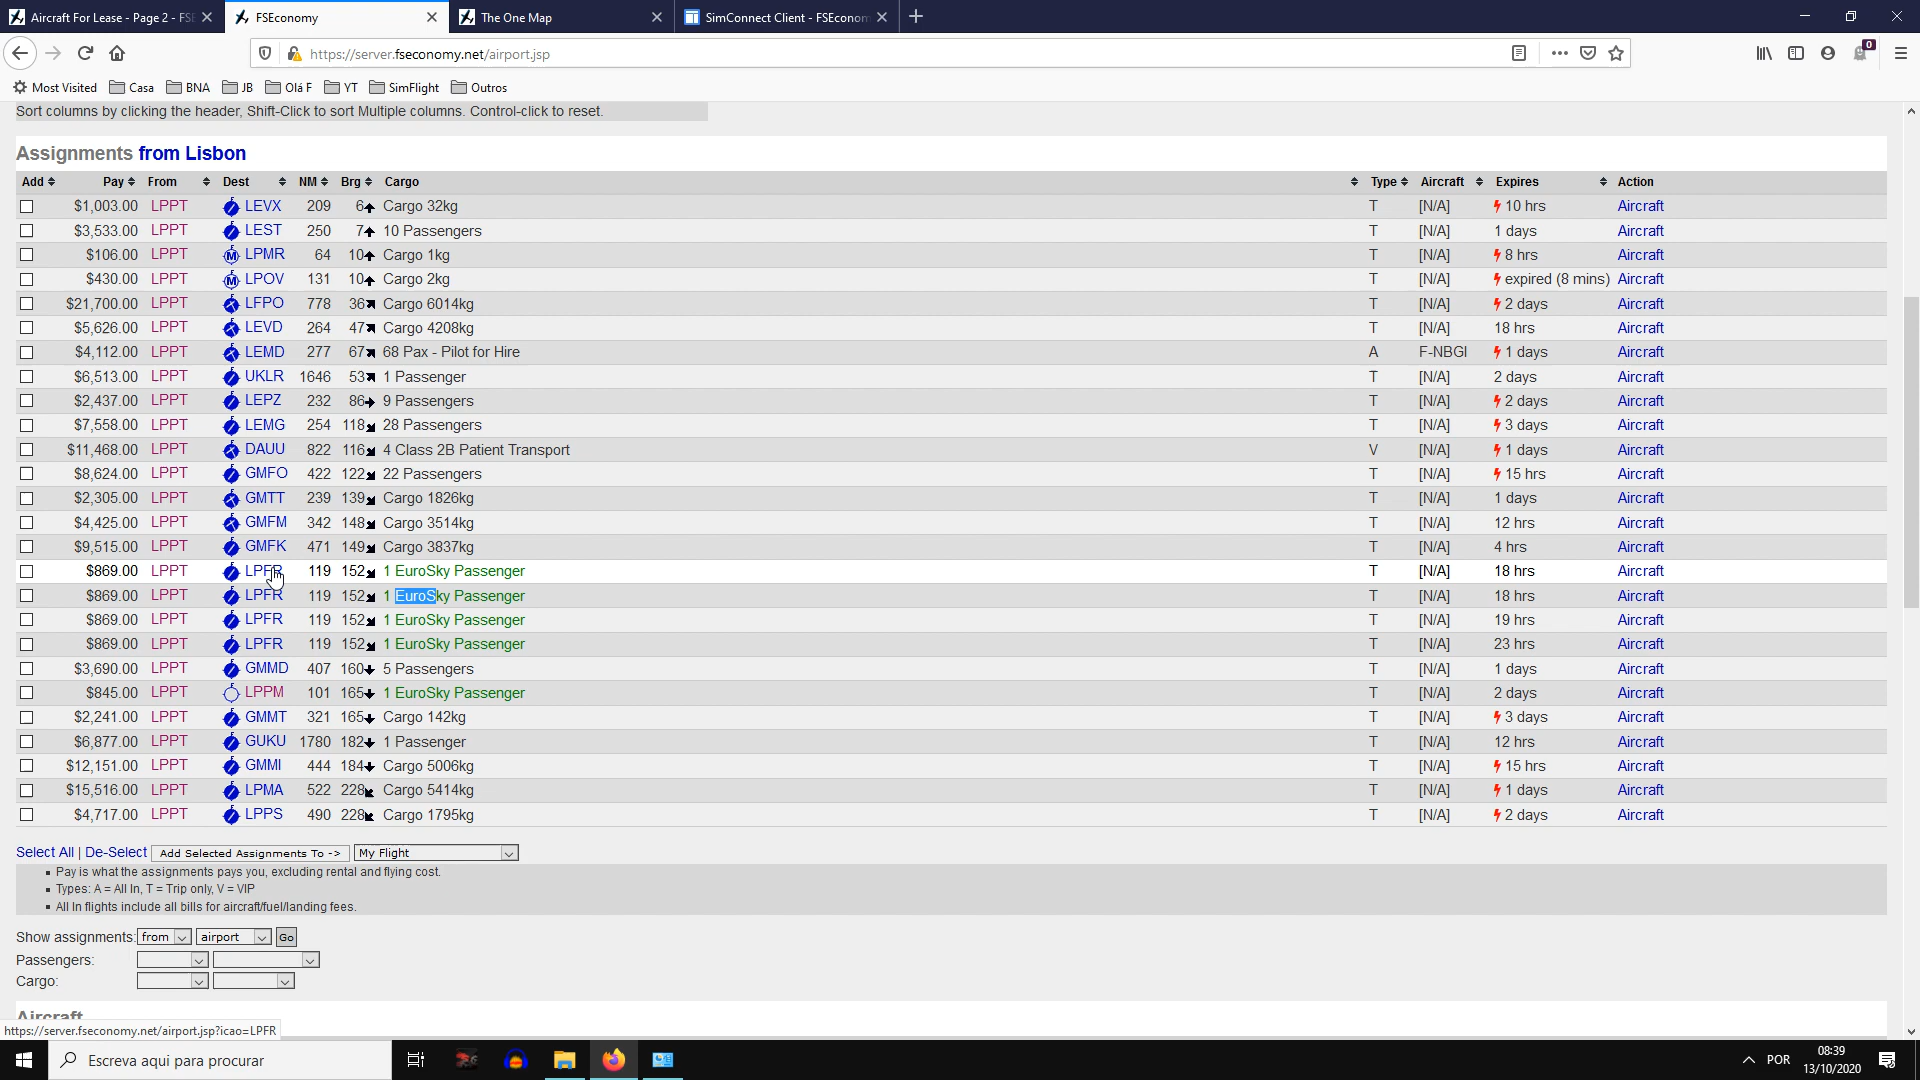 Aircraft For Lease - Page 2 - FSE
FSEconomy
The One Map
SimConnect Client - FSEconom
https://server.fseconomy.net/airport.jsp
0
Most Visited Casa BNA JB Olá F YT SimFlight Outros
Sort columns by clicking the header, Shift-Click to sort Multiple columns. Control-click to reset.
Assignments from Lisbon
Add Pay From Dest NM Brg Cargo Type Aircraft Expires Action
$1,003.00 LPPT LEVX 209 6 Cargo 32kg T [N/A] 10 hrs Aircraft
$3,533.00 LPPT LEST 250 7 10 Passengers T [N/A] 1 days Aircraft
$106.00 LPPT M LPMR 64 10 Cargo 1kg T [N/A] 8 hrs Aircraft
$430.00 LPPT M LPOV 131 10 Cargo 2kg T [N/A] expired (8 mins) Aircraft
$21,700.00 LPPT LFPO 778 36 Cargo 6014kg T [N/A] 2 days Aircraft
$5,626.00 LPPT LEVD 264 47 Cargo 4208kg T [N/A] 18 hrs Aircraft
$4,112.00 LPPT LEMD 277 67 68 Pax - Pilot for Hire A F-NBGI 1 days Aircraft
$6,513.00 LPPT UKLR 1646 53 1 Passenger T [N/A] 2 days Aircraft
$2,437.00 LPPT LEPZ 232 86 9 Passengers T [N/A] 2 days Aircraft
$7,558.00 LPPT LEMG 254 118 28 Passengers T [N/A] 3 days Aircraft
$11,468.00 LPPT DAUU 822 116 4 Class 2B Patient Transport V [N/A] 1 days Aircraft
$8,624.00 LPPT GMFO 422 122 22 Passengers T [N/A] 15 hrs Aircraft
$2,305.00 LPPT GMTT 239 139 Cargo 1826kg T [N/A] 1 days Aircraft
$4,425.00 LPPT GMFM 342 148 Cargo 3514kg T [N/A] 12 hrs Aircraft
$9,515.00 LPPT GMFK 471 149 Cargo 3837kg T [N/A] 4 hrs Aircraft
$869.00 LPPT LPFR 119 152 1 EuroSky Passenger T [N/A] 18 hrs Aircraft
$869.00 LPPT LPFR 119 152 1 EuroSky Passenger T [N/A] 18 hrs Aircraft
$869.00 LPPT LPFR 119 152 1 EuroSky Passenger T [N/A] 19 hrs Aircraft
$869.00 LPPT LPFR 119 152 1 EuroSky Passenger T [N/A] 23 hrs Aircraft
$3,690.00 LPPT GMMD 407 160 5 Passengers T [N/A] 1 days Aircraft
$845.00 LPPT LPPM 101 165 1 EuroSky Passenger T [N/A] 2 days Aircraft
$2,241.00 LPPT GMMT 321 165 Cargo 142kg T [N/A] 3 days Aircraft
$6,877.00 LPPT GUKU 1780 182 1 Passenger T [N/A] 12 hrs Aircraft
$12,151.00 LPPT GMMI 444 184 Cargo 5006kg T [N/A] 15 hrs Aircraft
$15,516.00 LPPT LPMA 522 228 Cargo 5414kg T [N/A] 1 days Aircraft
$4,717.00 LPPT LPPS 490 228 Cargo 1795kg T [N/A] 2 days Aircraft
Select All | De-Select Add Selected Assignments To -> My Flight
Pay is what the assignments pays you, excluding rental and flying cost.
Types: A = All In, T = Trip only, V = VIP
All In flights include all bills for aircraft/fuel/landing fees.
Show assignments: from airport Go
Passengers:
Cargo:
Aircraft
https://server.fseconomy.net/airport.jsp?icao=LPFR
Escreva aqui para procurar
POR
08:39
13/10/2020